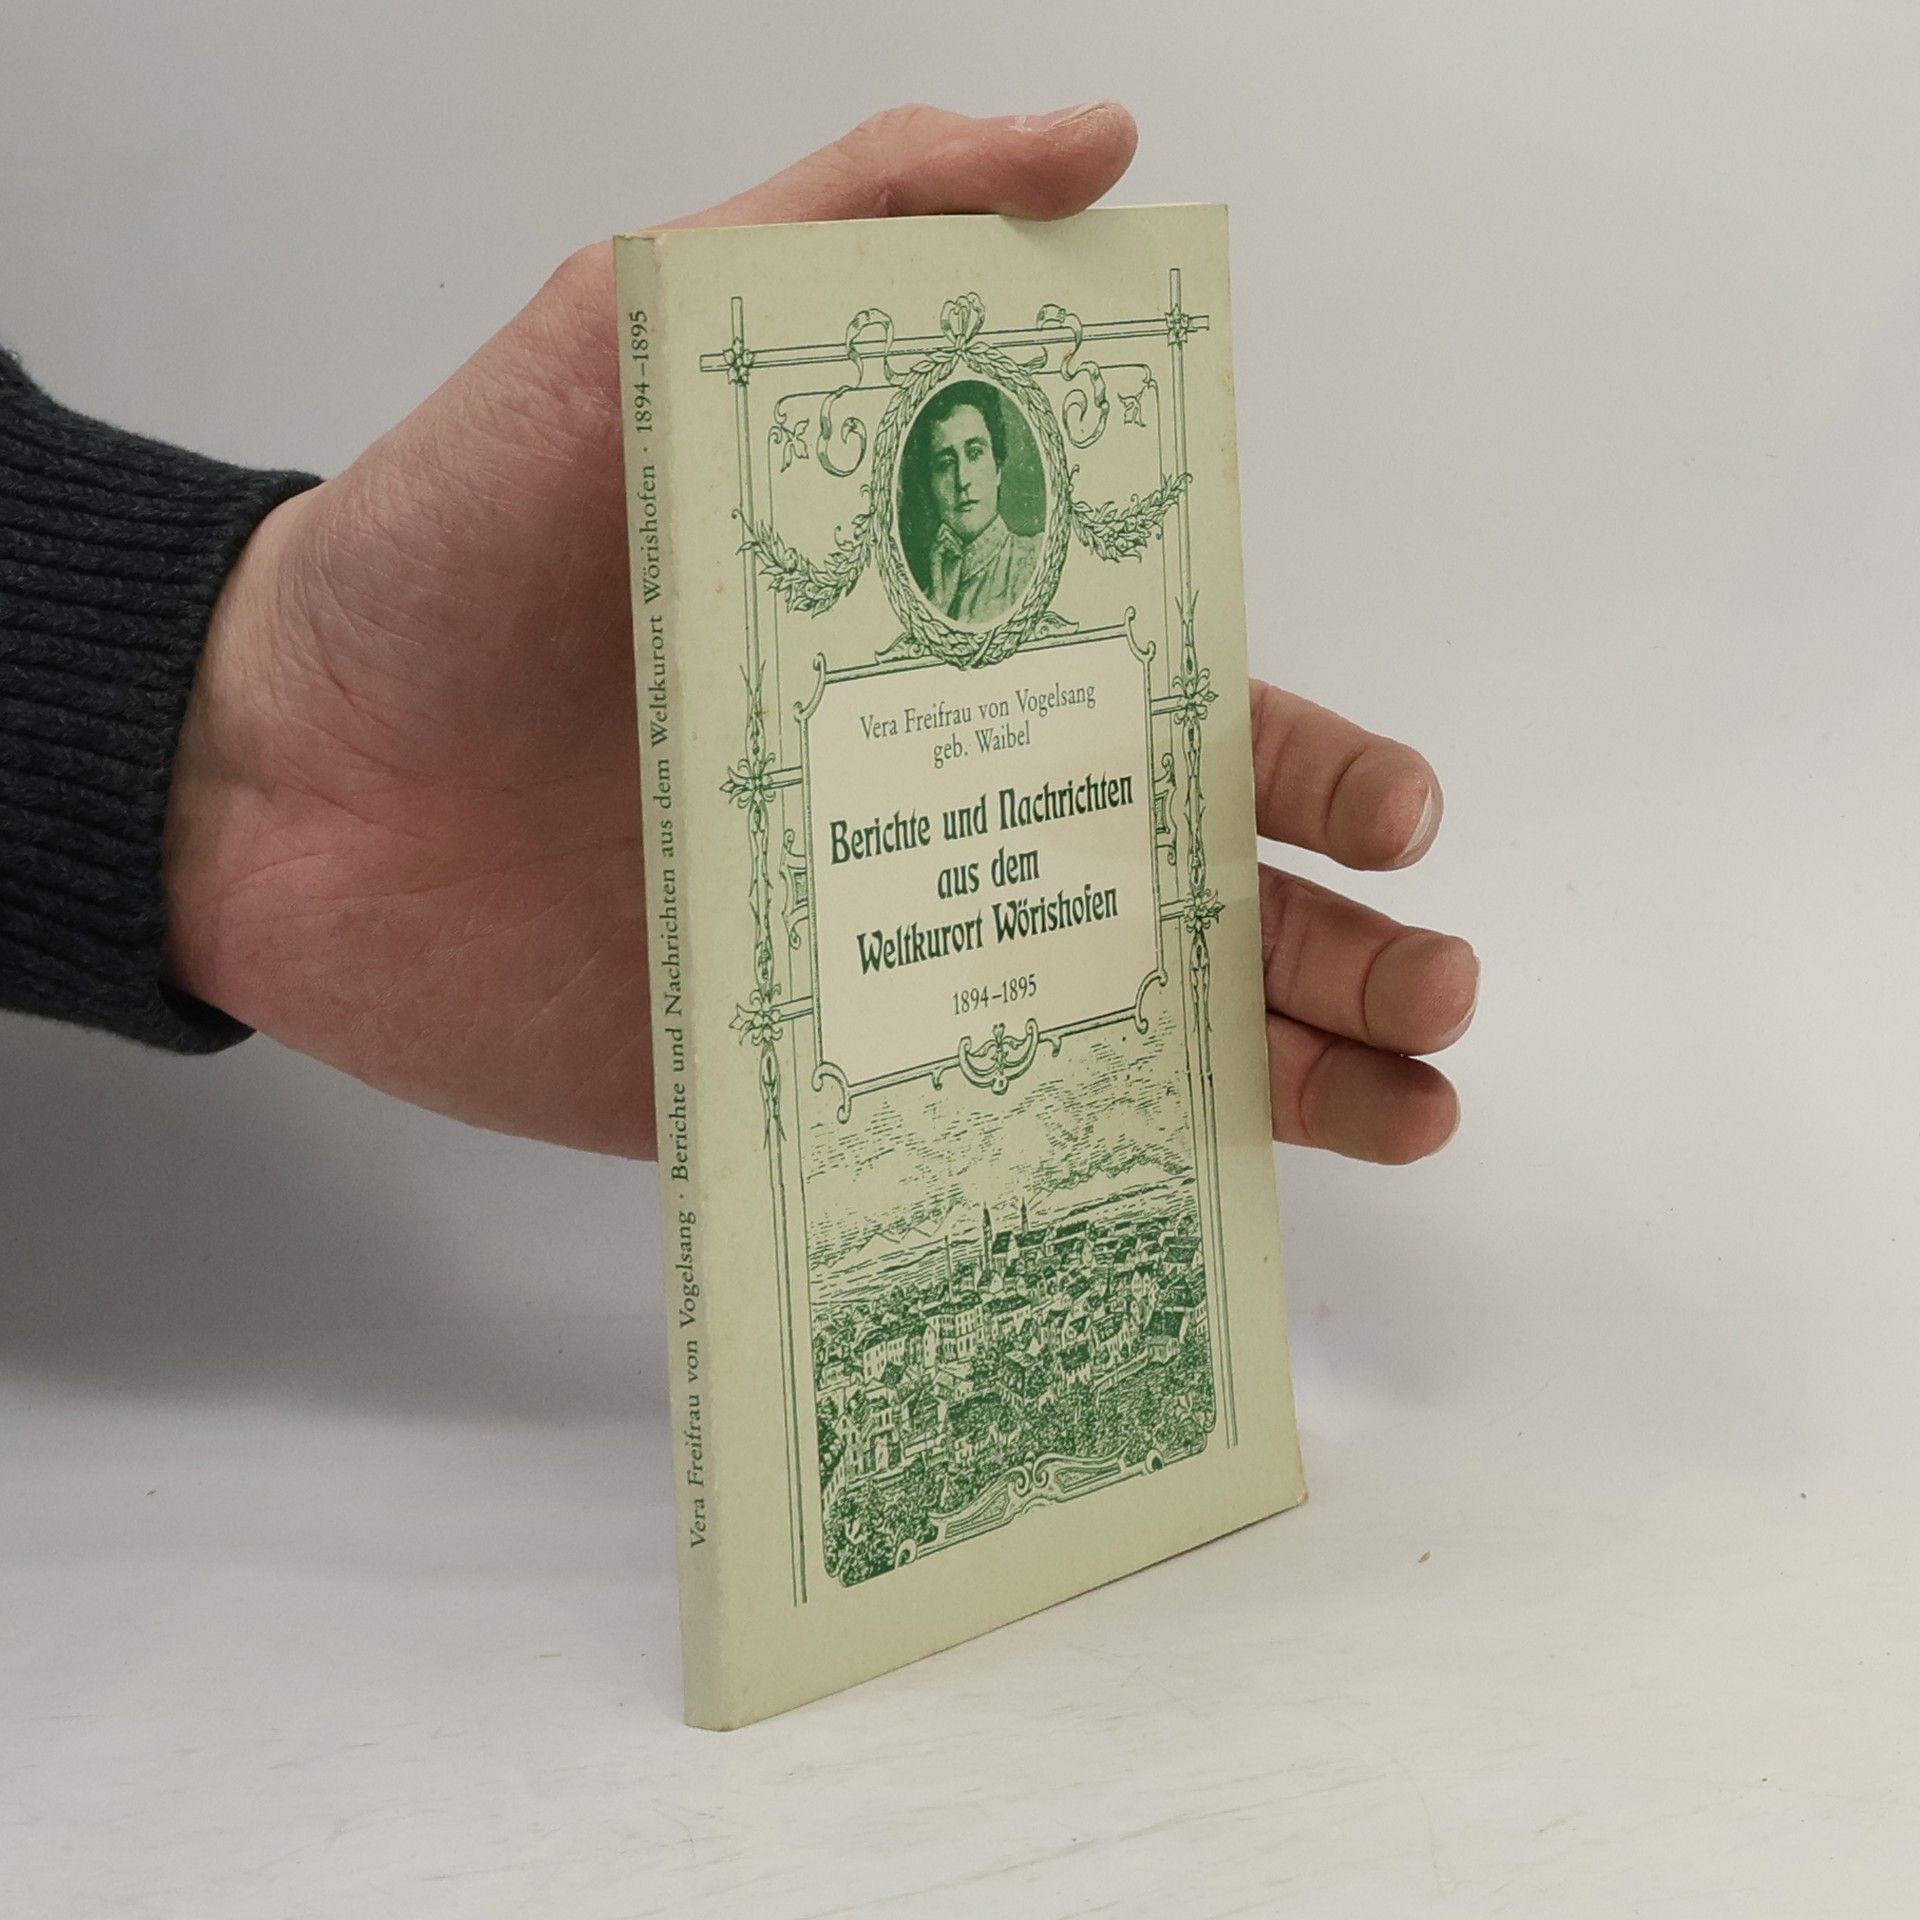 Vera Freifrau von Vogelsang · Berichte und Nachrichten aus dem Weltkurort Wörishofen · 1894–1895
Vera Freifrau von Vogelsang
geb. Waibel
Berichte und Nachrichten
aus dem
Weltkurort Wörishofen
1894–1895